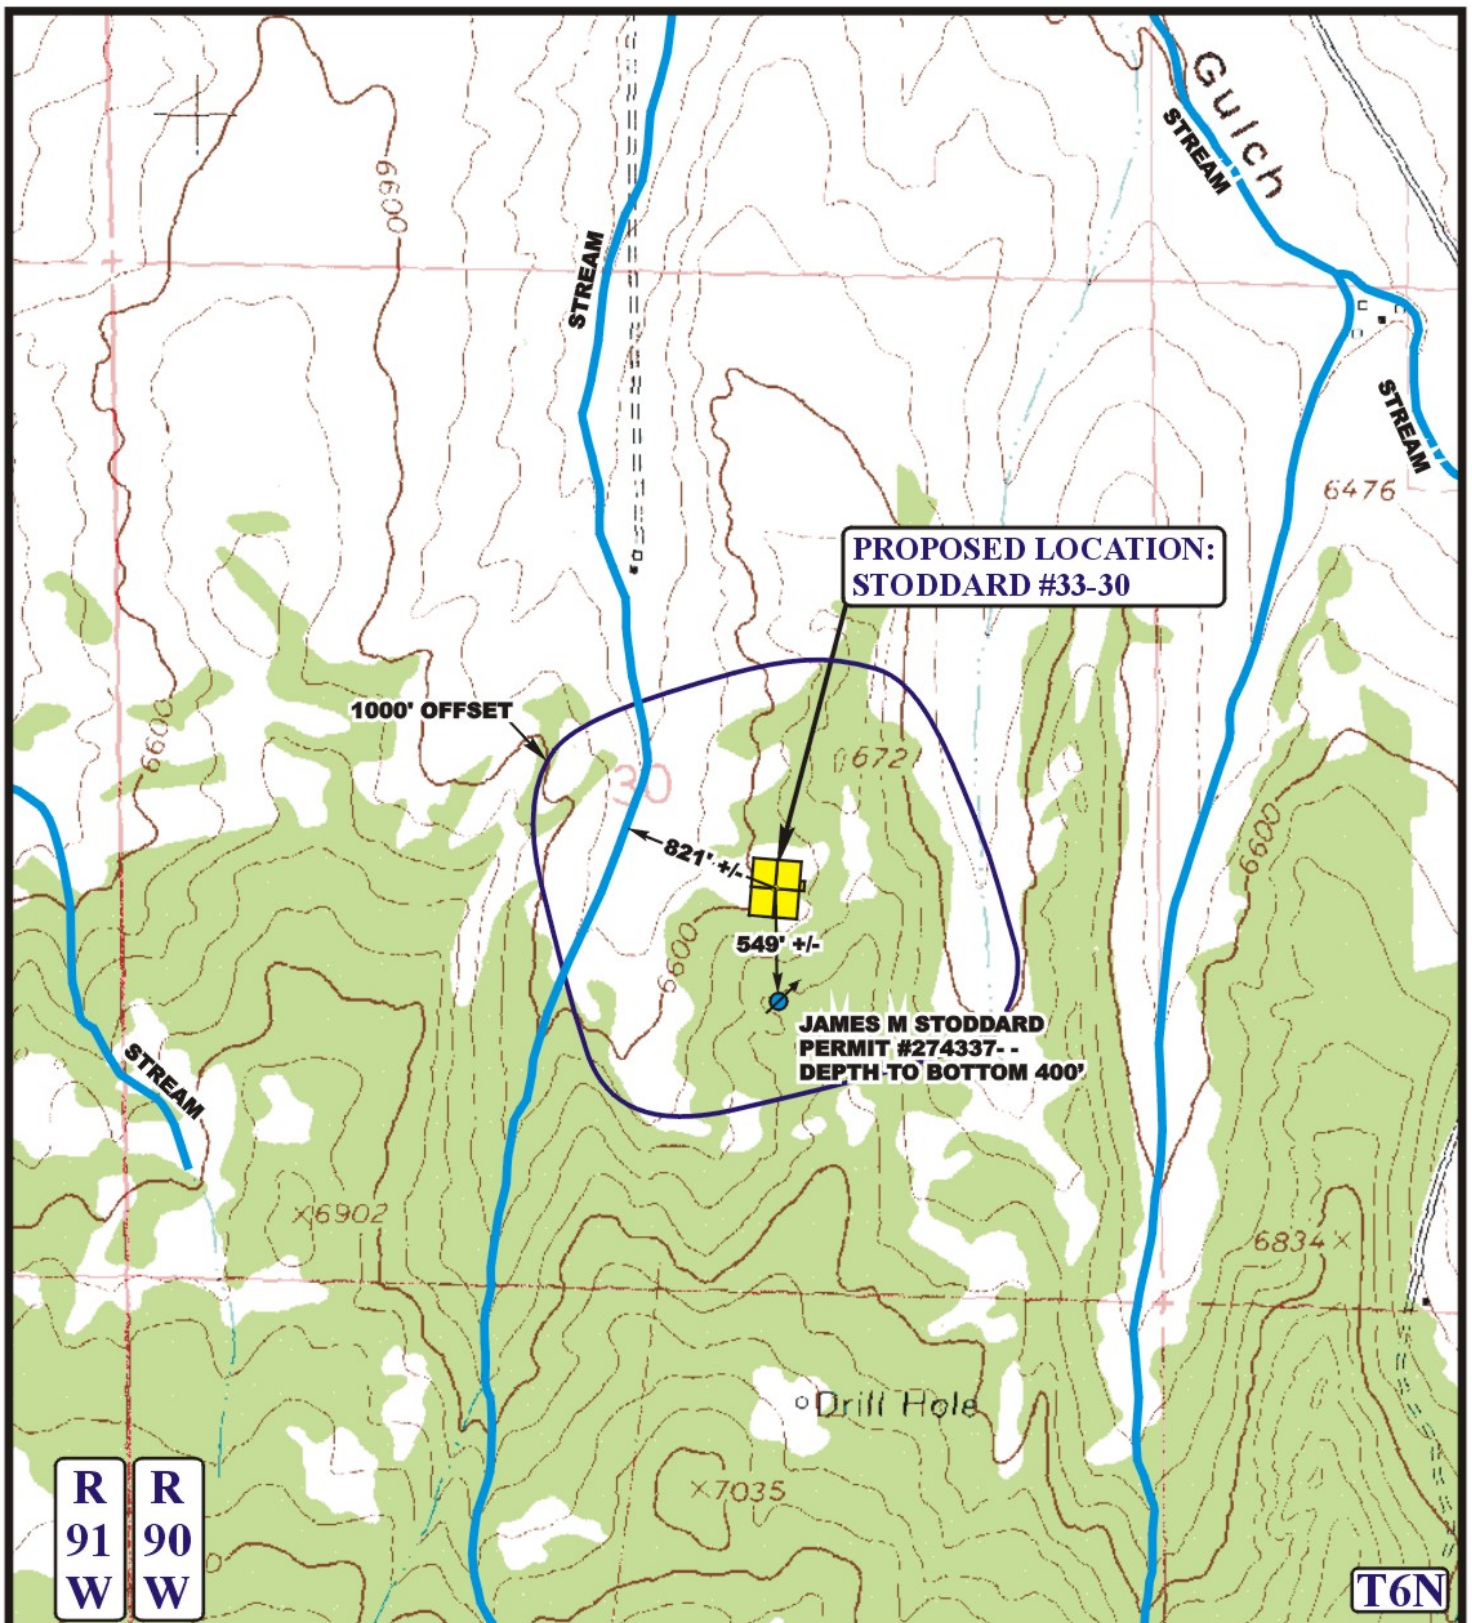 Gulch
STREAM
6600
STREAM
STREAM
6476
PROPOSED LOCATION:
STODDARD #33-30
1000' OFFSET
6600
672
30
821' +/-
6600
549' +/-
6600
JAMES M STODDARD
PERMIT #274337- -
DEPTH TO BOTTOM 400'
STREAM
×6902
6834×
Drill Hole
×7035
R
91
W
R
90
W
T6N